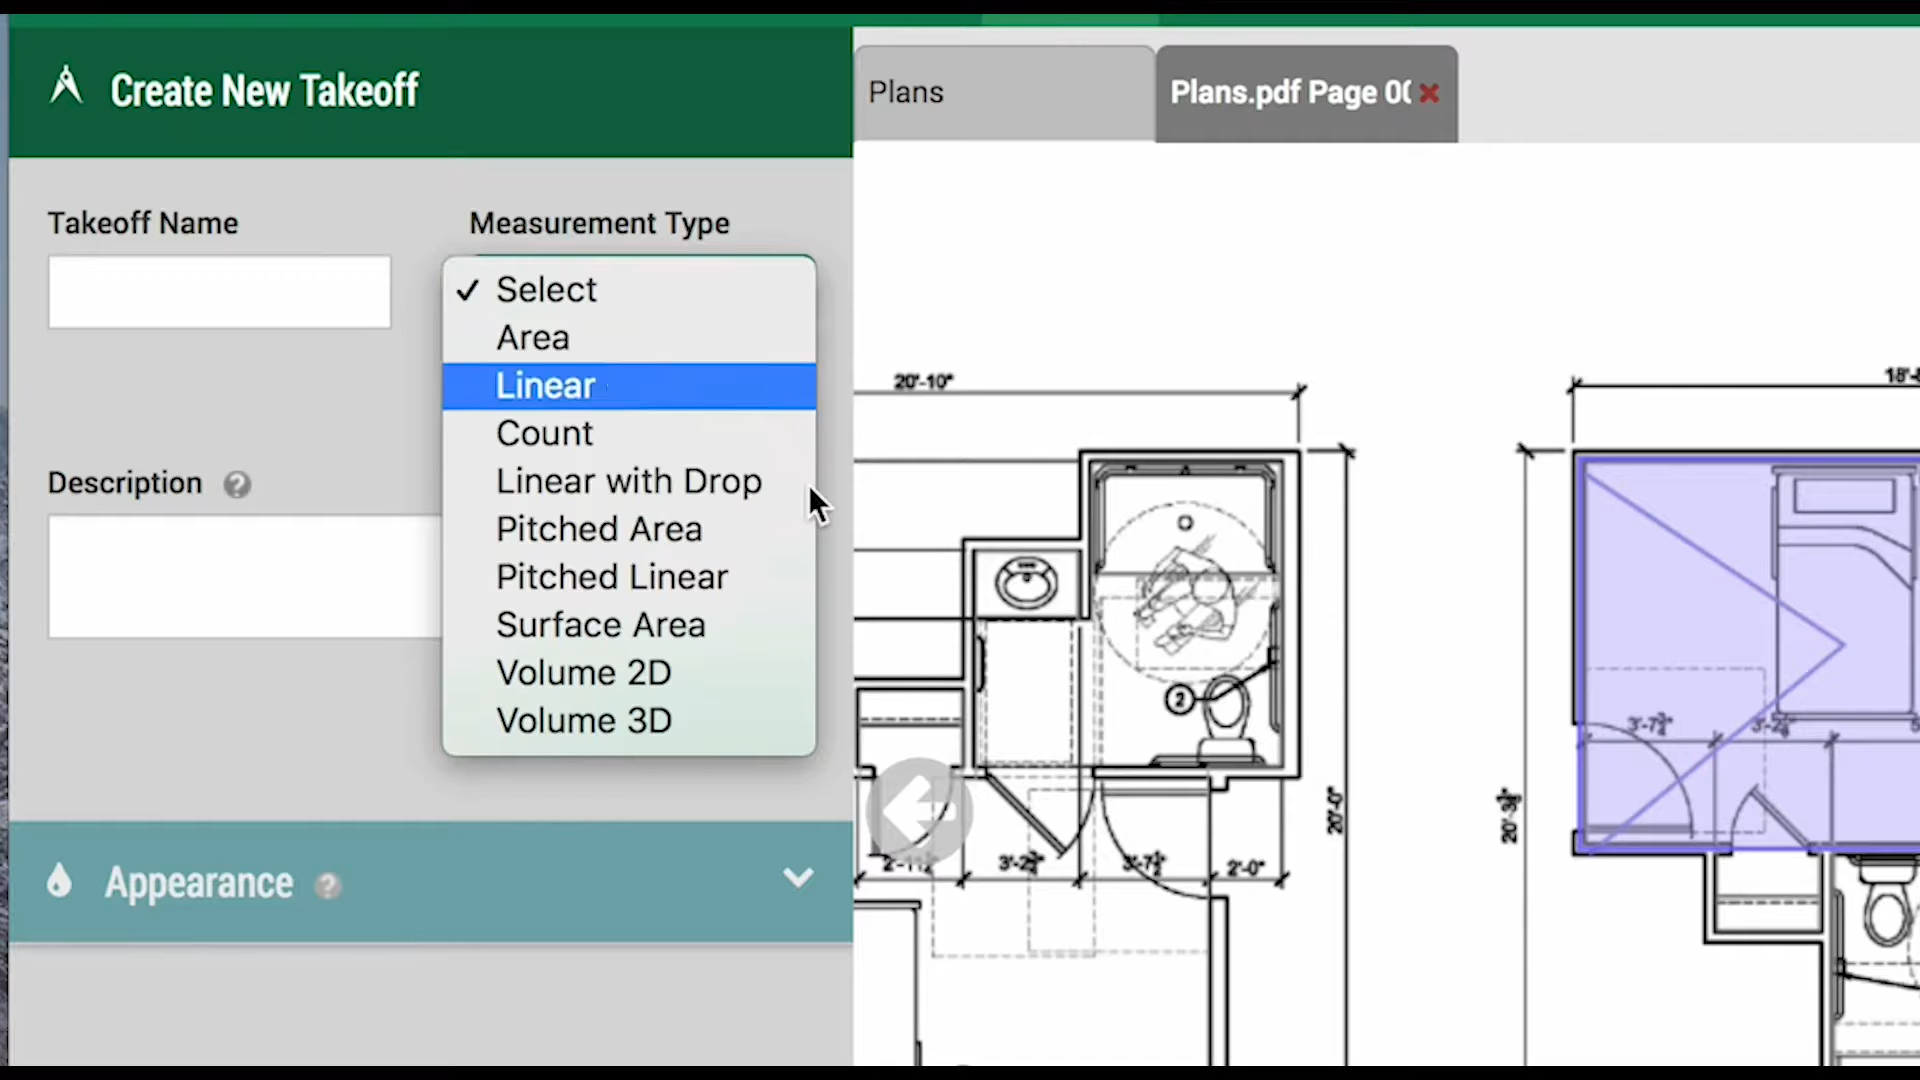 Create New Takeoff
Plans
Plans.pdf Page 0
Takeoff Name
Measurement Type
Select
Area
Linear
Count
Linear with Drop
Pitched Area
Pitched Linear
Surface Area
Volume 2D
Volume 3D
Description ?
Appearance ?
20'-10"
20'-0"
2'-0"
2